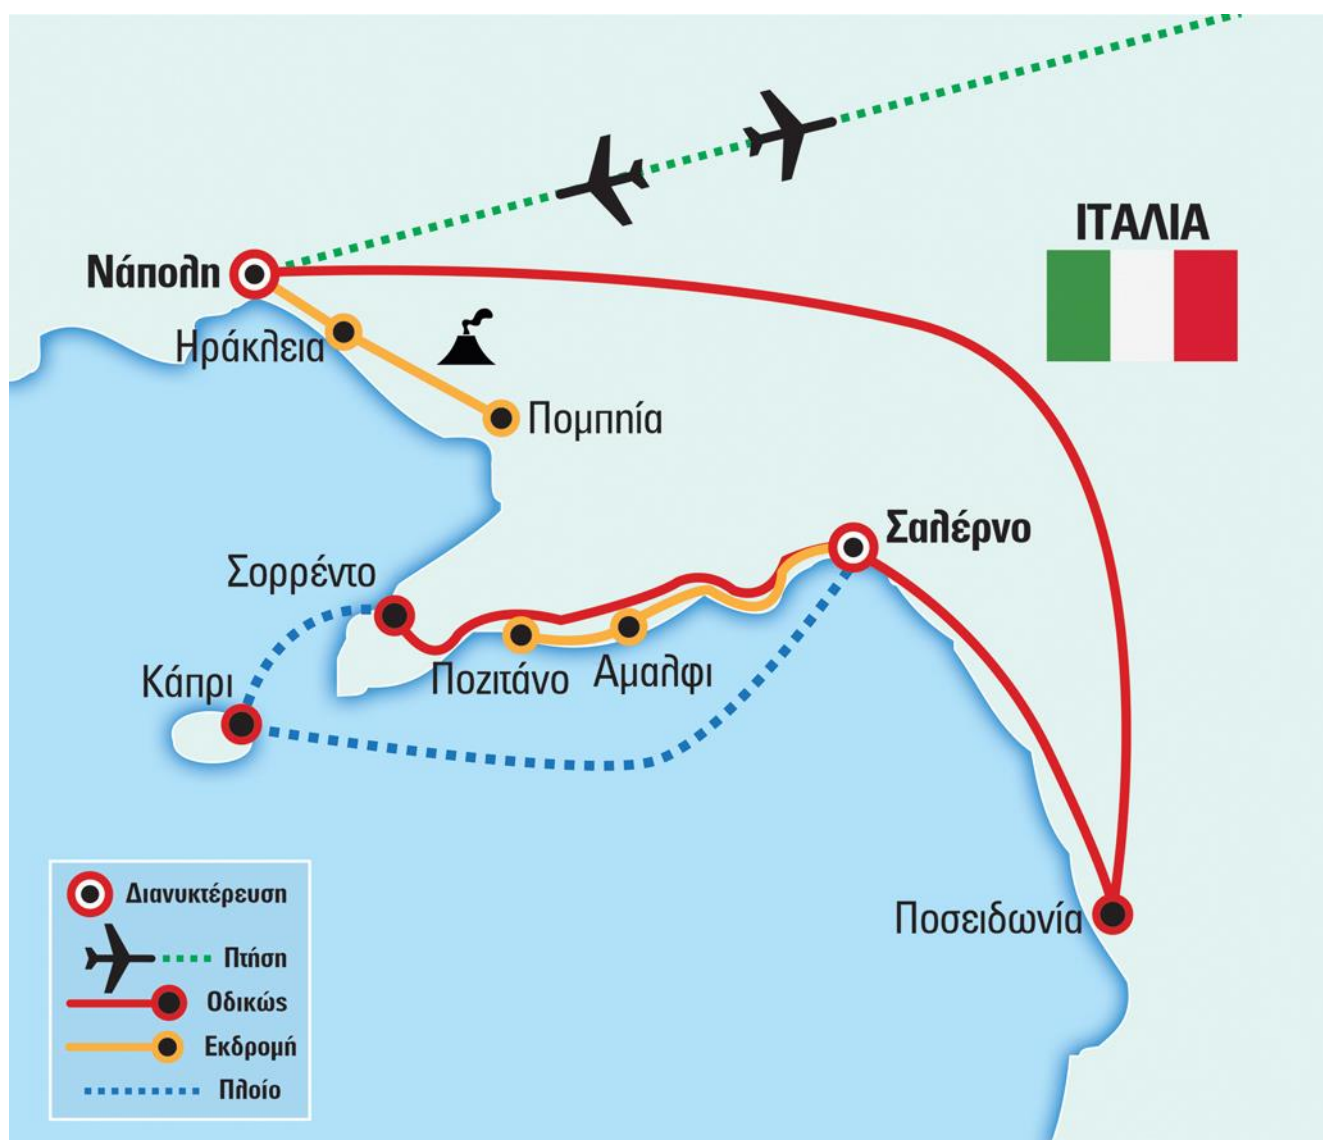 ΙΤΑΛΙΑ
Νάπολη
Ηράκλεια
Πομπηία
Σαλέρνο
Σορρέντο
Κάπρι
Ποζιτάνο
Αμαλφι
Ποσειδωνία
Διανυκτέρευση
Πτήση
Οδικώς
Εκδρομή
Πλοίο